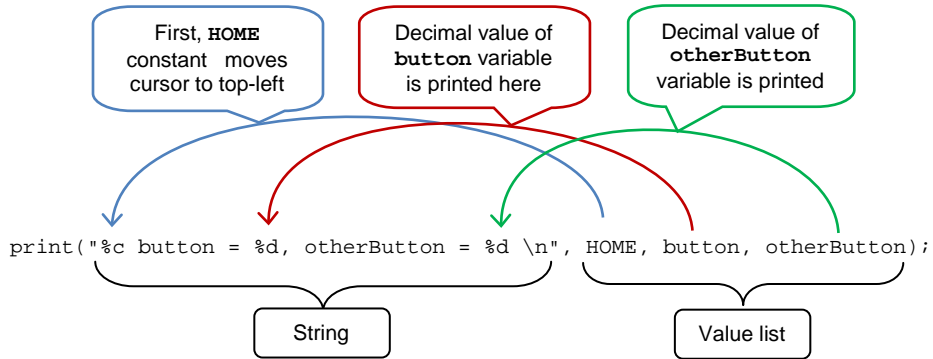 First, HOME
constant moves
cursor to top-left
Decimal value of
button variable
is printed here
Decimal value of
otherButton
variable is printed
print("%c button = %d, otherButton = %d \n", HOME, button, otherButton);
String
Value list